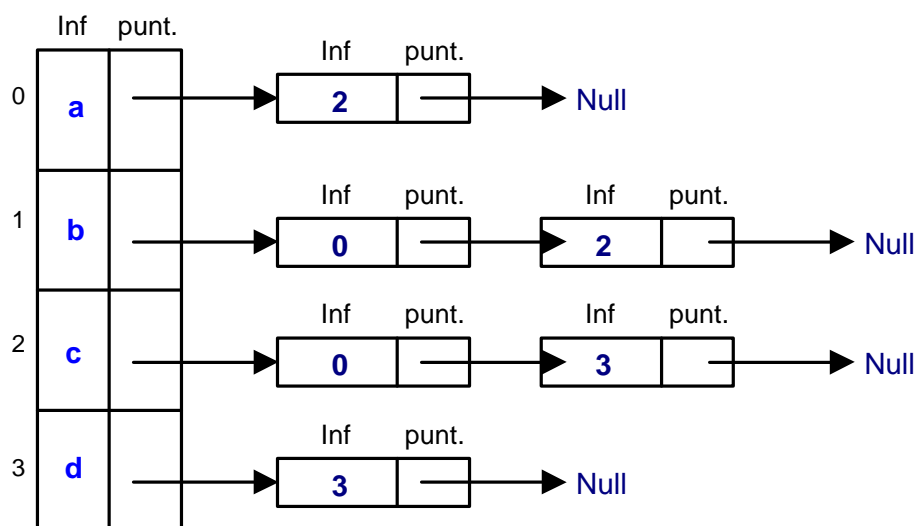 Inf punt.
Inf punt.
0 a 2 Null
Inf punt. Inf punt.
1 b 0 2 Null
Inf punt. Inf punt.
2 c 0 3 Null
Inf punt.
3 d 3 Null